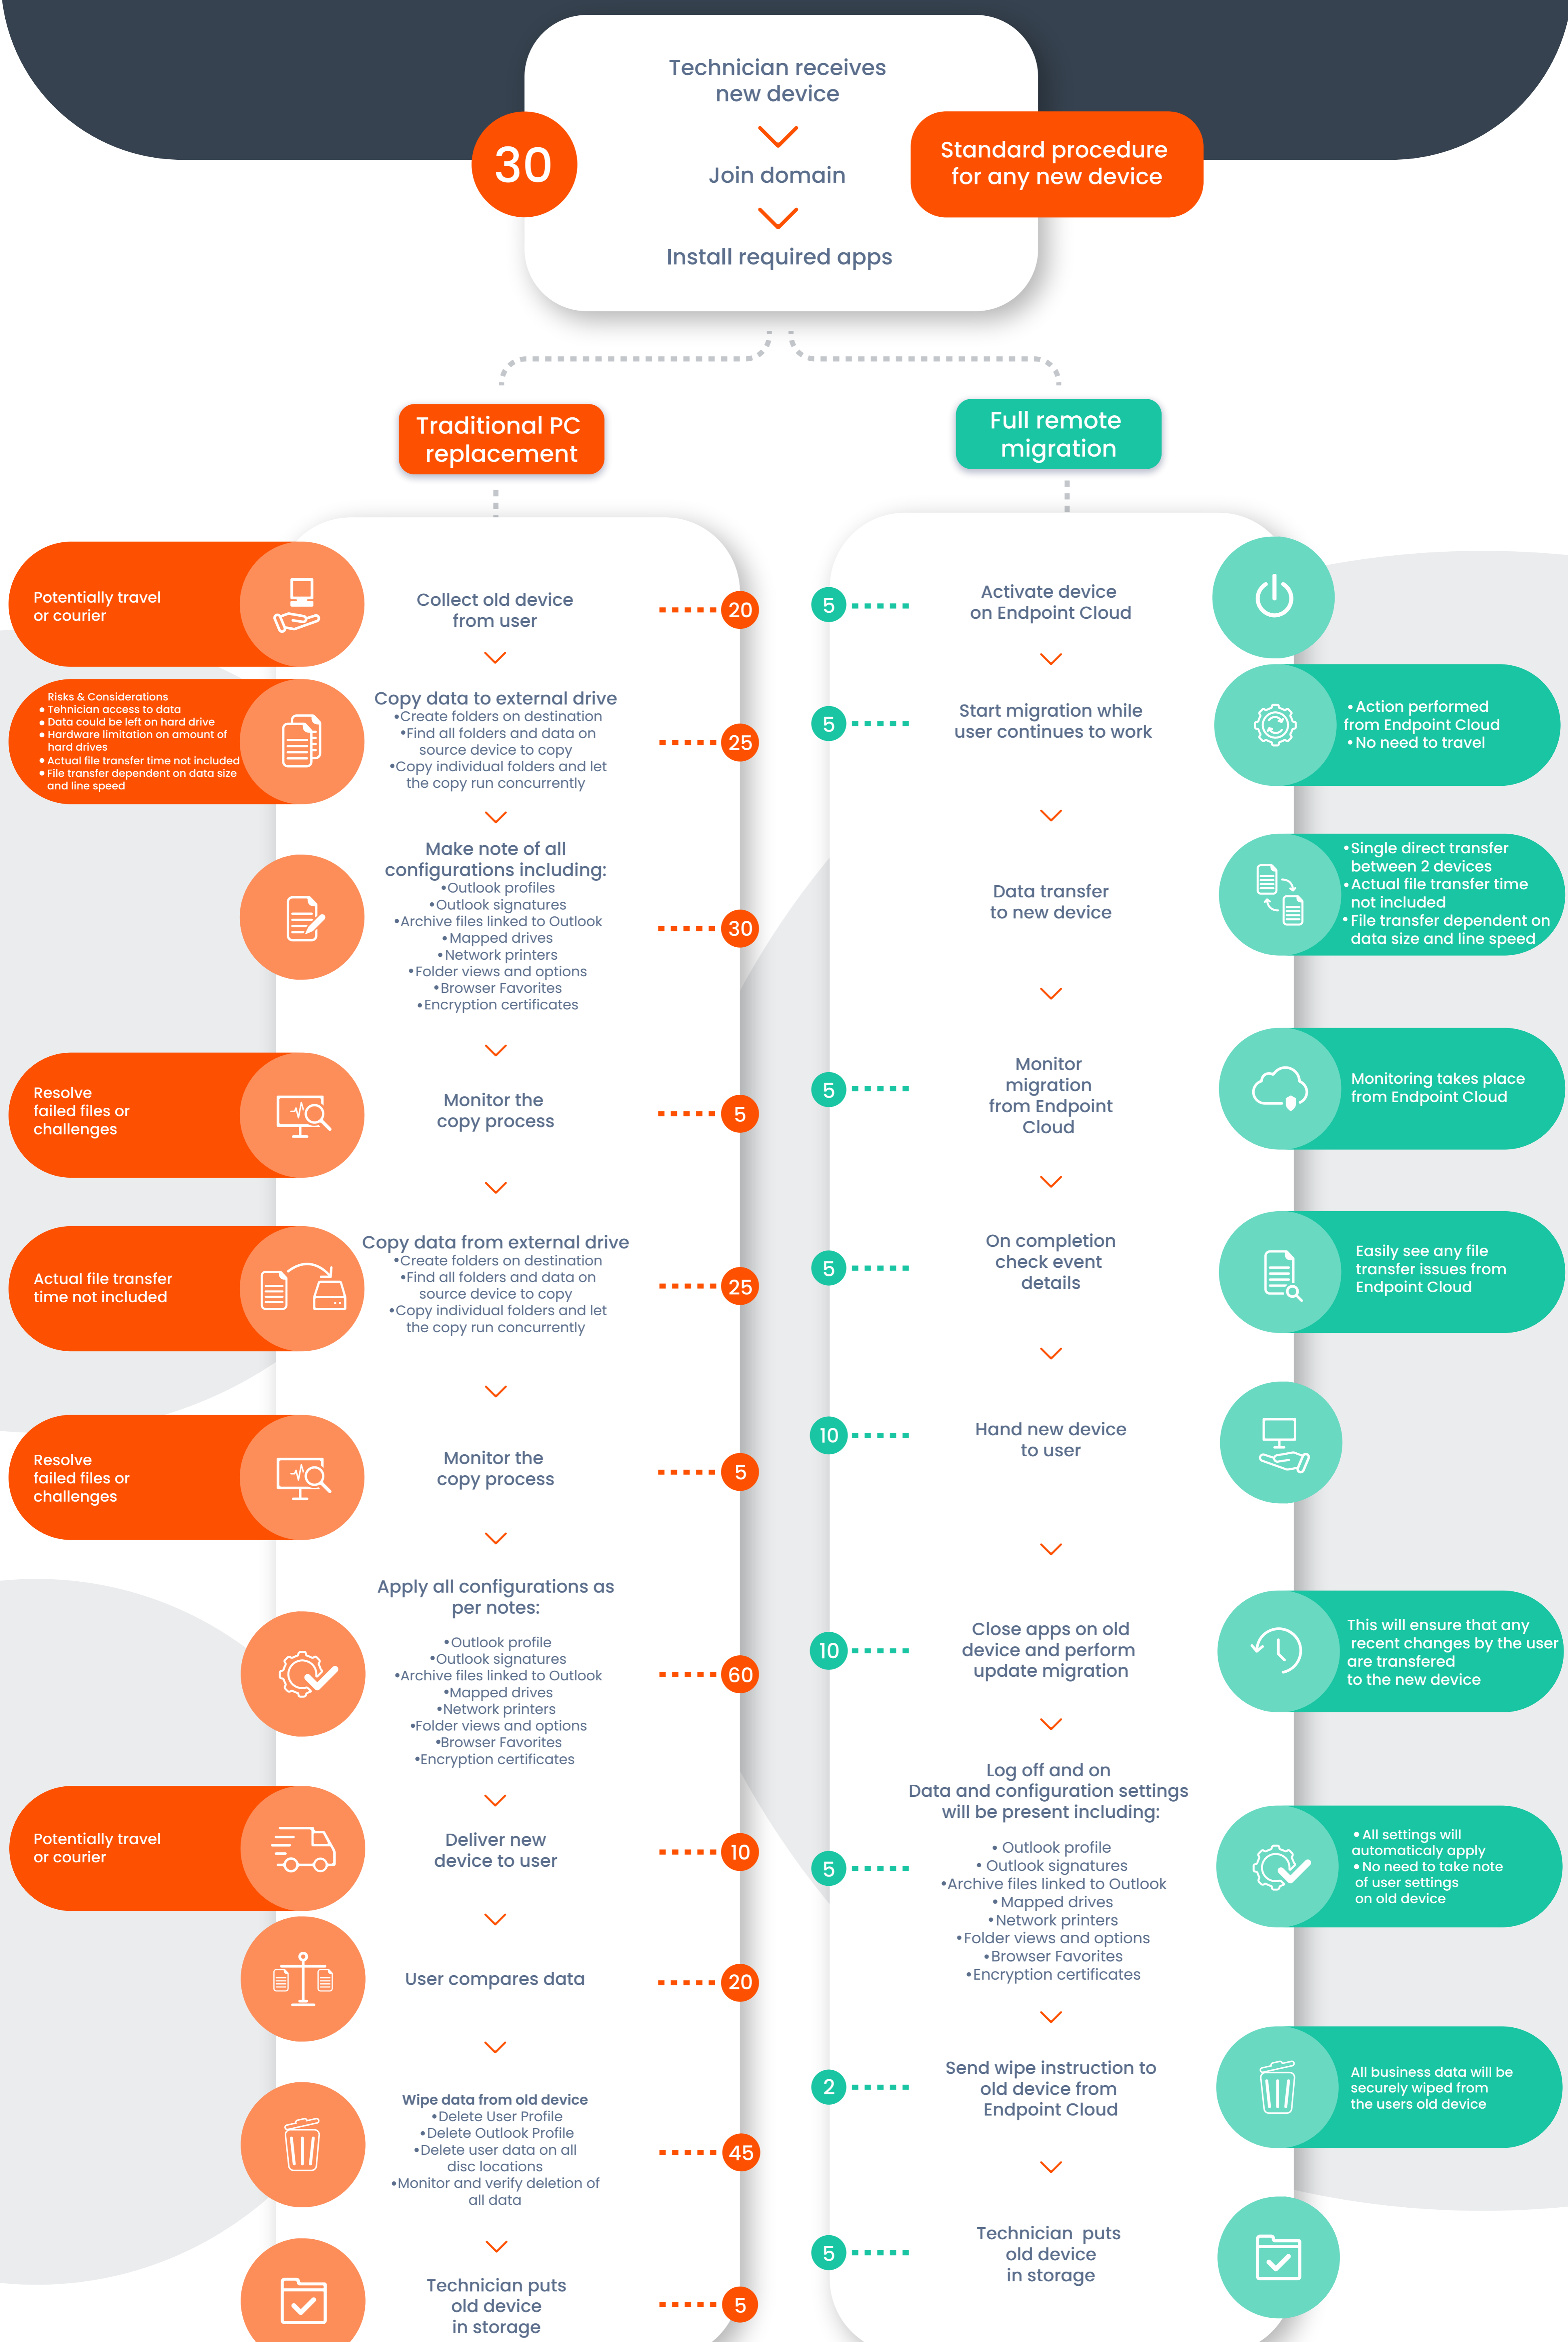 Technician receives
new device
30
Join domain
Standard procedure
for any new device
Install required apps
Traditional PC
replacement
Potentially travel
or courier
Collect old device
from user
20
Risks & Considerations
• Tehnician access to data
• Data could be left on hard drive
• Hardware limitation on amount of
hard drives
• Actual file transfer time not included
• File transfer dependent on data size
and line speed
Copy data to external drive
•Create folders on destination
•Find all folders and data on
source device to copy
•Copy individual folders and let
the copy run concurrently
25
Make note of all
configurations including:
•Outlook profiles
•Outlook signatures
•Archive files linked to Outlook
•Mapped drives
•Network printers
•Folder views and options
•Browser Favorites
•Encryption certificates
30
Resolve
failed files or
challenges
Monitor the
copy process
5
Actual file transfer
time not included
Copy data from external drive
•Create folders on destination
•Find all folders and data on
source device to copy
•Copy individual folders and let
the copy run concurrently
25
Resolve
failed files or
challenges
Monitor the
copy process
5
Apply all configurations as
per notes:
•Outlook profile
•Outlook signatures
•Archive files linked to Outlook
•Mapped drives
•Network printers
•Folder views and options
•Browser Favorites
•Encryption certificates
60
Potentially travel
or courier
Deliver new
device to user
10
User compares data
20
Wipe data from old device
•Delete User Profile
•Delete Outlook Profile
•Delete user data on all
disc locations
•Monitor and verify deletion of
all data
45
Technician puts
old device
in storage
5
Full remote
migration
5
Activate device
on Endpoint Cloud
5
Start migration while
user continues to work
• Action performed
from Endpoint Cloud
• No need to travel
Data transfer
to new device
•Single direct transfer
between 2 devices
•Actual file transfer time
not included
•File transfer dependent on
data size and line speed
5
Monitor
migration
from Endpoint
Cloud
Monitoring takes place
from Endpoint Cloud
5
On completion
check event
details
Easily see any file
transfer issues from
Endpoint Cloud
10
Hand new device
to user
10
Close apps on old
device and perform
update migration
This will ensure that any
recent changes by the user
are transfered
to the new device
5
Log off and on
Data and configuration settings
will be present including:
• Outlook profile
• Outlook signatures
•Archive files linked to Outlook
•Mapped drives
•Network printers
•Folder views and options
•Browser Favorites
•Encryption certificates
• All settings will
automaticaly apply
• No need to take note
of user settings
on old device
2
Send wipe instruction to
old device from
Endpoint Cloud
All business data will be
securely wiped from
the users old device
5
Technician puts
old device
in storage